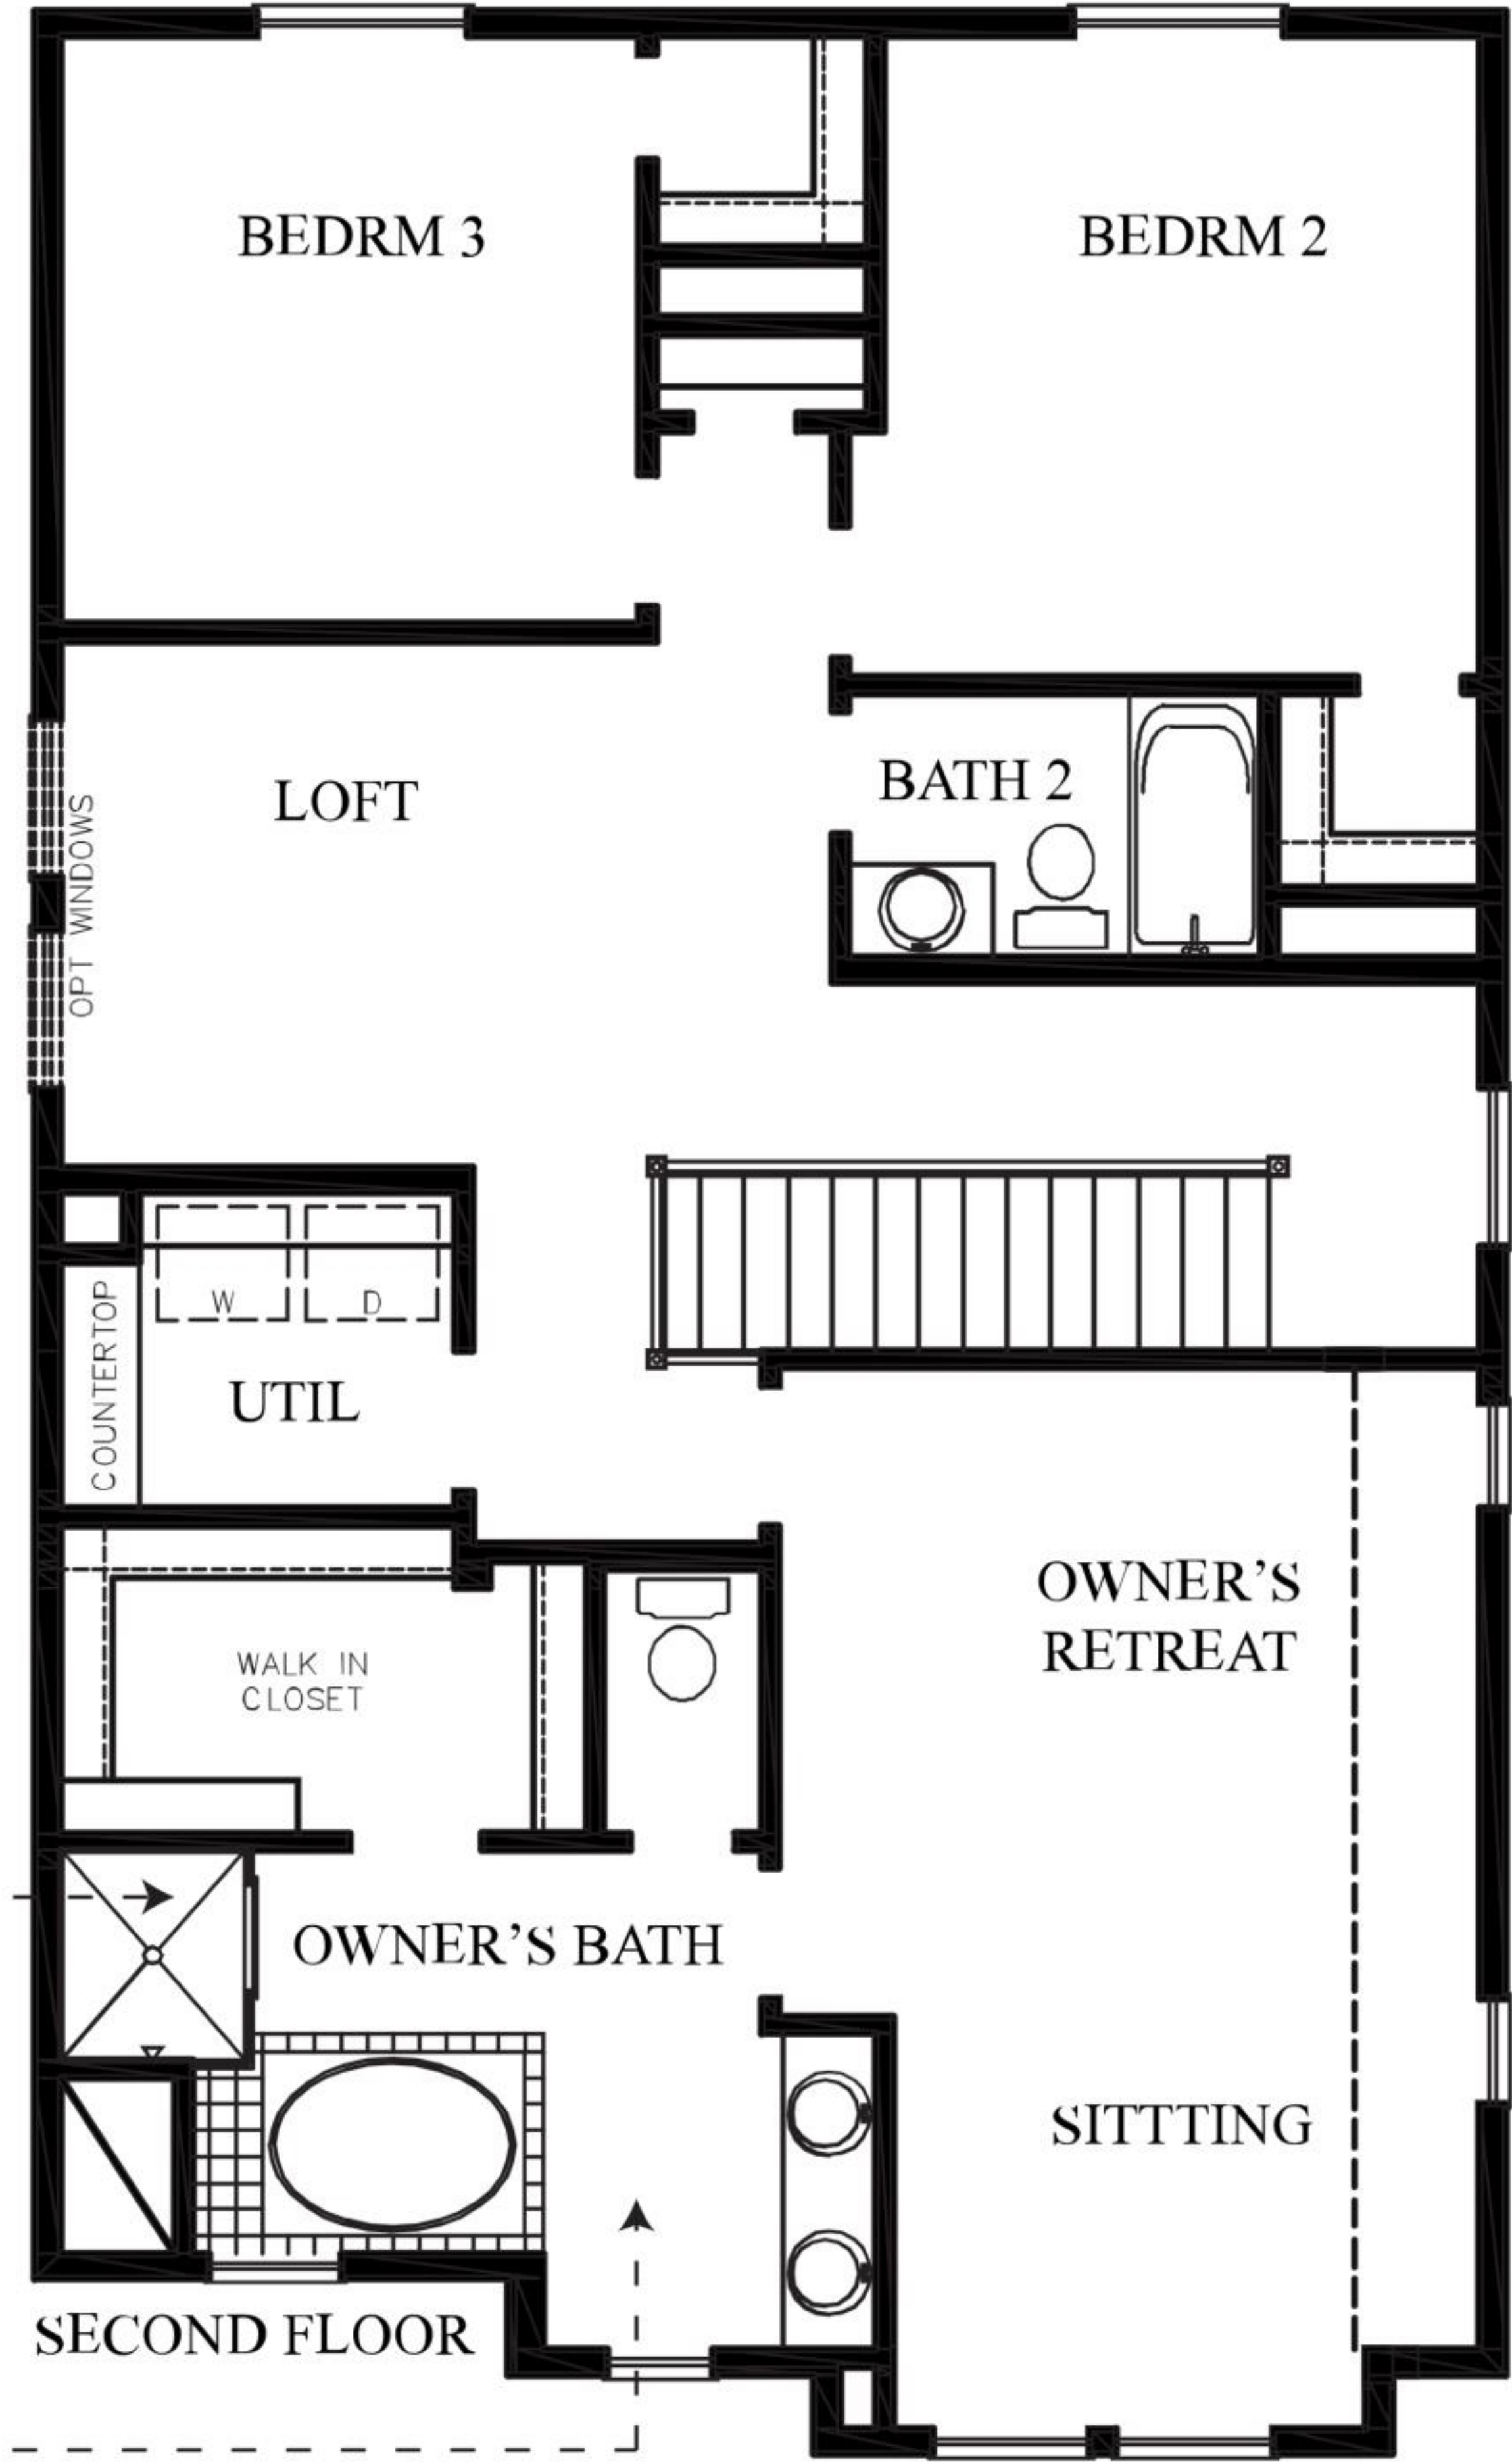 BEDRM 3
BEDRM 2
LOFT
BATH 2
OPT WINDOWS
W
D
COUNTERTOP
UTIL
OWNER'S
RETREAT
WALK IN
CLOSET
OWNER'S BATH
SITTTING
SECOND FLOOR